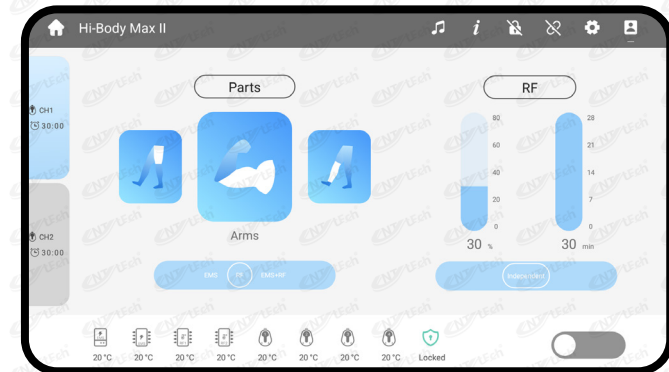 Hi-Body Max II
CH1
30:00
CH2
30:00
Parts
Arms
EMS RF EMS+RF
RF
80 28
60 21
40 14
20 7
0 0
30 % 30 min
Independent
20 °C 20 °C 20 °C 20 °C 20 °C 20 °C 20 °C 20 °C Locked